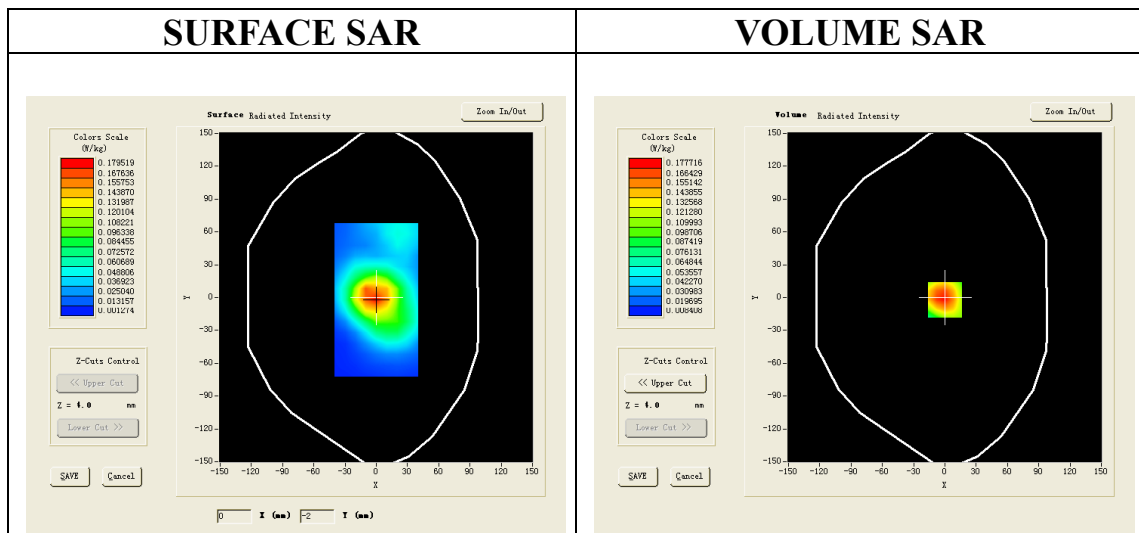 SURFACE SAR
VOLUME SAR
Surface Radiated Intensity
Zoom In/Out
Colors Scale
(W/kg)
0.179519
0.167636
0.155753
0.143870
0.131987
0.120104
0.108221
0.096338
0.084455
0.072572
0.060689
0.048806
0.036923
0.025040
0.013157
0.001274
150
120
90
60
30
0
-30
-60
-90
-120
-150
Y
-150 -120 -90 -60 -30 0 30 60 90 120 150
X
Z-Cuts Control
<< Upper Cut
Z = 4.0 mm
Lower Cut >>
SAVE
Cancel
0 X (mm) -2 Y (mm)
Volume Radiated Intensity
Zoom In/Out
Colors Scale
(W/kg)
0.177716
0.166429
0.155142
0.143855
0.132568
0.121280
0.109993
0.098706
0.087419
0.076131
0.064844
0.053557
0.042270
0.030983
0.019695
0.008408
150
120
90
60
30
0
-30
-60
-90
-120
-150
Y
-150 -120 -90 -60 -30 0 30 60 90 120 150
X
Z-Cuts Control
<< Upper Cut
Z = 4.0 mm
Lower Cut >>
SAVE
Cancel